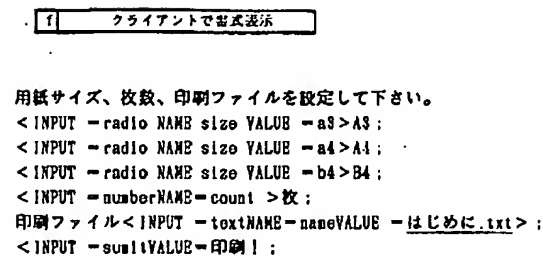 f クライアントで書式表示
用紙サイズ、枚数、印刷ファイルを設定して下さい。
<INPUT =radio NAME size VALUE =a3>A3 ;
<INPUT =radio NAME size VALUE =a4>A4 ;
<INPUT =radio NAME size VALUE =b4>B4 ;
<INPUT =numberNAME=count >枚 ;
印刷ファイル<INPUT =textNAME=nameVALUE =はじめに.txt> ;
<INPUT =sumitVALUE=印刷! ;